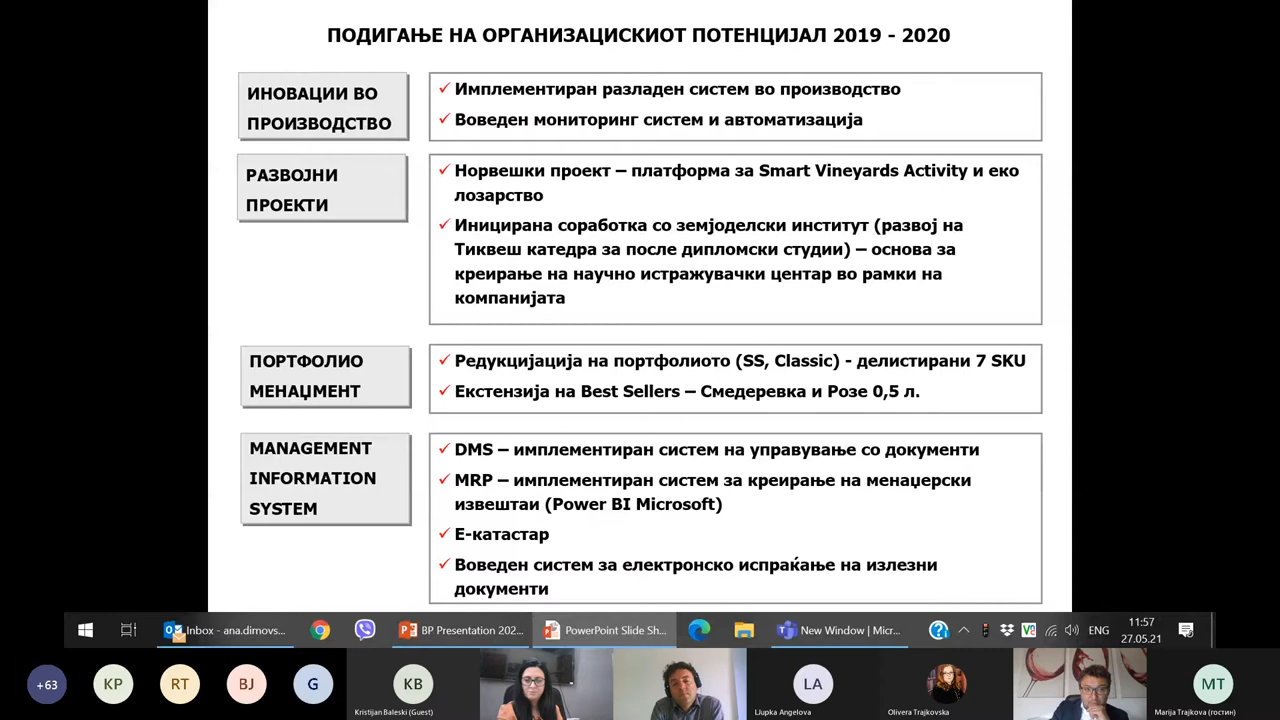 ПОДИГАЊЕ НА ОРГАНИЗАЦИСКИОТ ПОТЕНЦИЈАЛ 2019 - 2020
ИНОВАЦИИ ВО
ПРОИЗВОДСТВО
Имплементиран разладен систем во производство
Воведен мониторинг систем и автоматизација
РАЗВОЈНИ
ПРОЕКТИ
Норвешки проект – платформа за Smart Vineyards Activity и еко
лозарство
Иницирана соработка со земјоделски институт (развој на
Тиквеш катедра за после дипломски студии) – основа за
креирање на научно истражувачки центар во рамки на
компанијата
ПОРТФОЛИО
МЕНАЏМЕНТ
Редукцијација на портфолиото (SS, Classic) - делистирани 7 SKU
Екстензија на Best Sellers – Смедеревка и Розе 0,5 л.
MANAGEMENT
INFORMATION
SYSTEM
DMS – имплементиран систем на управување со документи
MRP – имплементиран систем за креирање на менаџерски
извештаи (Power BI Microsoft)
Е-катастар
Воведен систем за електронско испраќање на излезни
документи
Inbox - ana.dimovs...
BP Presentation 202...
PowerPoint Slide Sh...
New Window | Micr...
ENG
11:57
27.05.21
+63
KP
RT
BJ
G
KB
Kristijan Baleski (Guest)
LA
LJupka Angelova
Olivera Trajkovska
MT
Marija Trajkova (гостин)